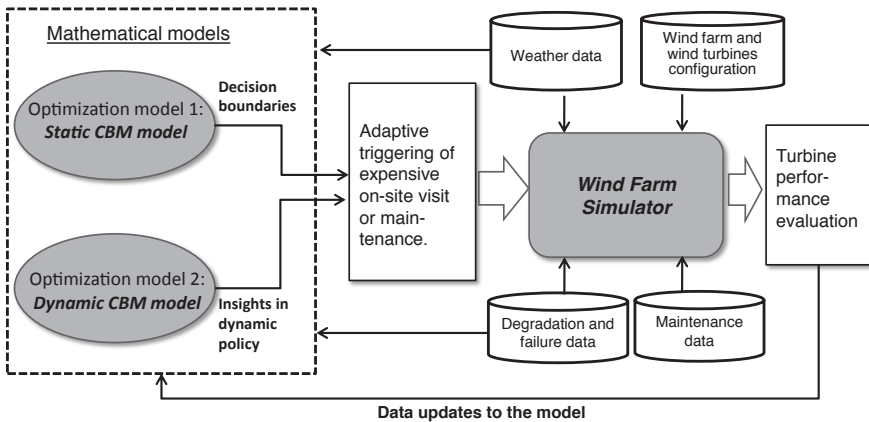 Mathematical models
Optimization model 1:
Static CBM model
Decision
boundaries
Optimization model 2:
Dynamic CBM model
Insights in
dynamic
policy
Adaptive
triggering of
expensive
on-site visit
or main-
tenance.
Weather data
Wind farm and
wind turbines
configuration
Wind Farm
Simulator
Degradation and
failure data
Maintenance
data
Turbine
perfor-
mance
evaluation
Data updates to the model